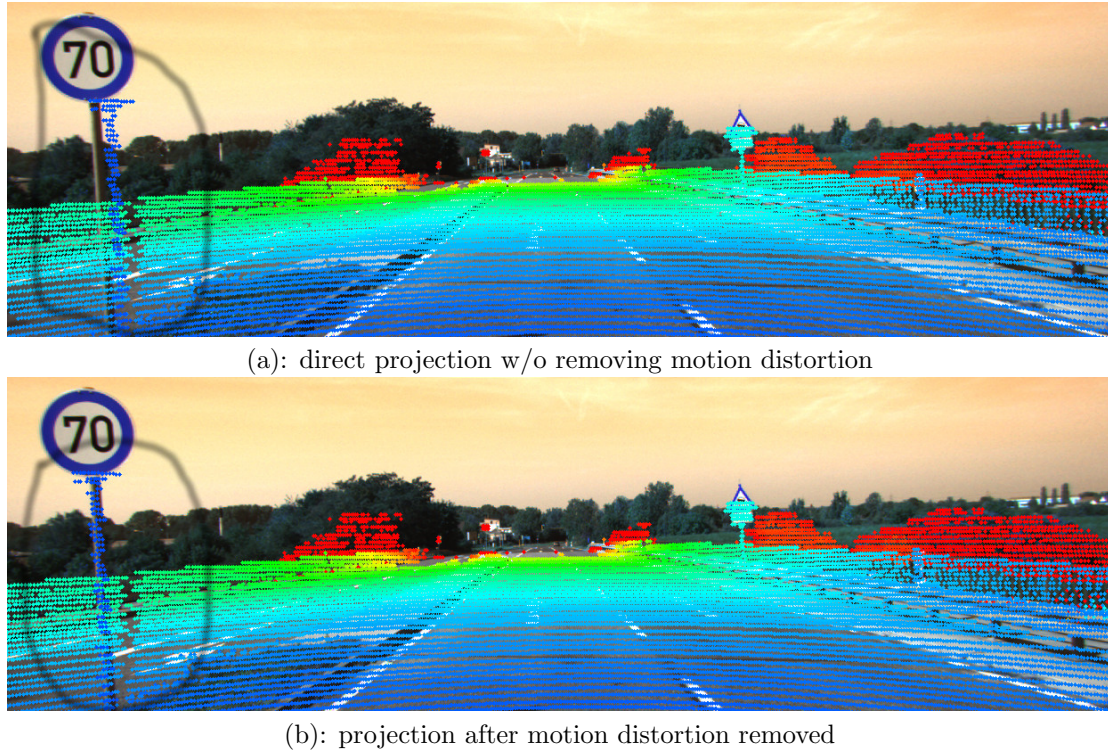 70
(a): direct projection w/o removing motion distortion
70
(b): projection after motion distortion removed